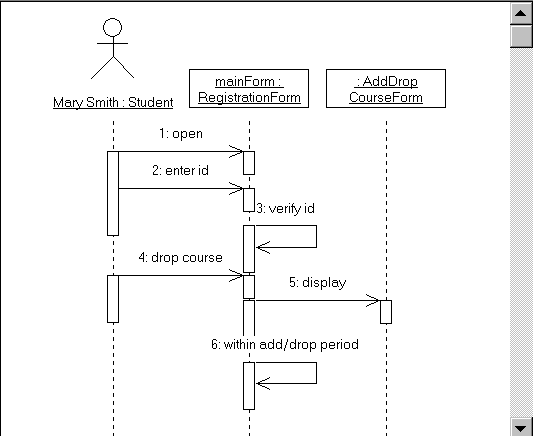 mainForm :
RegistrationForm
: AddDrop
CourseForm
Mary Smith : Student
1: open
2: enter id
3: verify id
4: drop course
5: display
6: within add/drop period